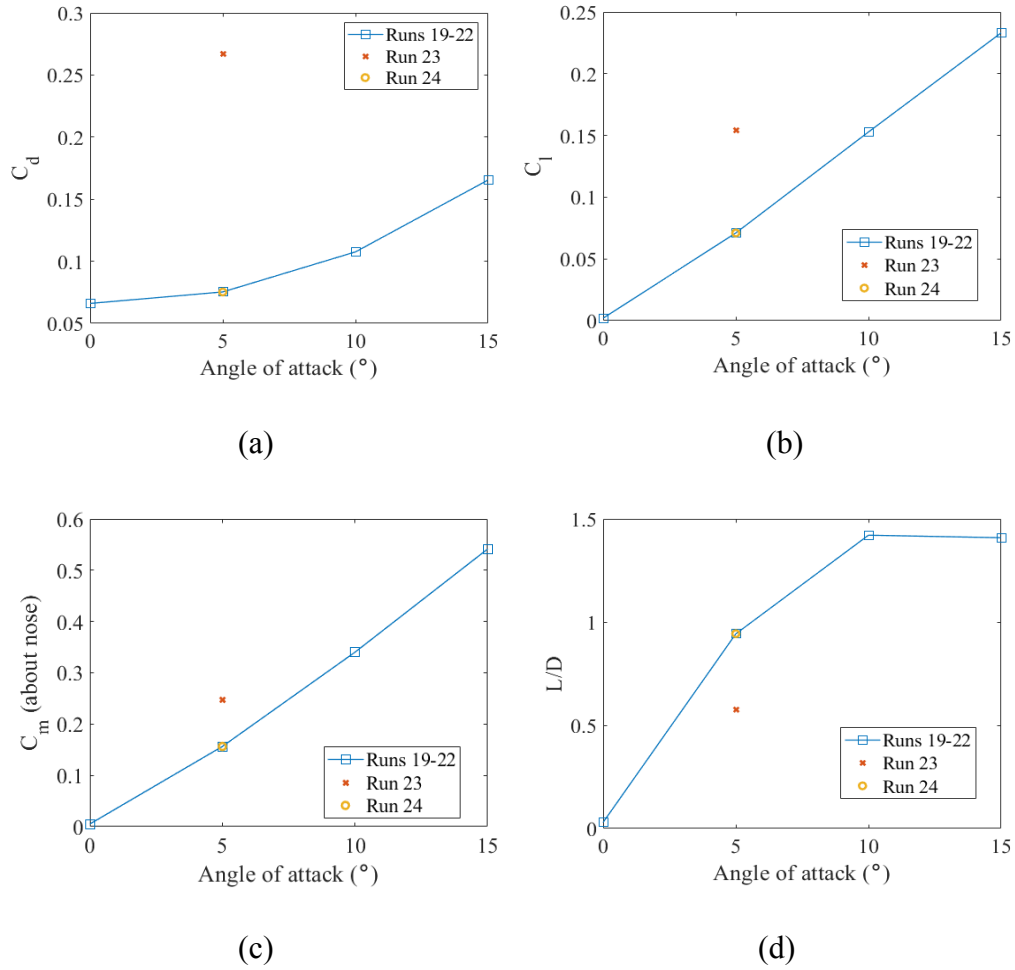 0.3
0.25
0.2
0.15
0.1
0.05
C_d
0 5 10 15
Angle of attack (°)
Runs 19-22
Run 23
Run 24
(a)
0.25
0.2
0.15
0.1
0.05
0
C_l
0 5 10 15
Angle of attack (°)
Runs 19-22
Run 23
Run 24
(b)
0.6
0.5
0.4
0.3
0.2
0.1
0
C_m (about nose)
0 5 10 15
Angle of attack (°)
Runs 19-22
Run 23
Run 24
(c)
1.5
1
0.5
0
L/D
0 5 10 15
Angle of attack (°)
Runs 19-22
Run 23
Run 24
(d)